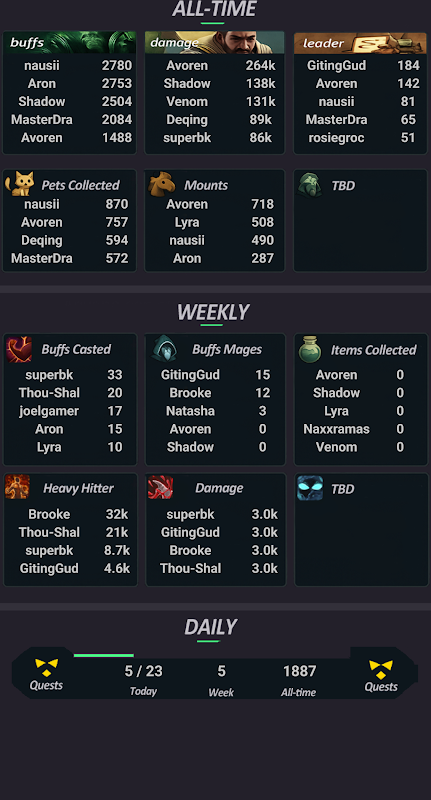 ALL-TIME
buffs
nausii 2780
Aron 2753
Shadow 2504
MasterDra 2084
Avoren 1488
damage
Avoren 264k
Shadow 138k
Venom 131k
Deqing 89k
superbk 86k
leader
GitingGud 184
Avoren 142
nausii 81
MasterDra 65
rosiegroc 51
Pets Collected
nausii 870
Avoren 757
Deqing 594
MasterDra 572
Mounts
Avoren 718
Lyra 508
nausii 490
Aron 287
TBD
WEEKLY
Buffs Casted
superbk 33
Thou-Shal 20
joelgamer 17
Aron 15
Lyra 10
Buffs Mages
GitingGud 15
Brooke 12
Natasha 3
Avoren 0
Shadow 0
Items Collected
Avoren 0
Shadow 0
Lyra 0
Naxxramas 0
Venom 0
Heavy Hitter
Brooke 32k
Thou-Shal 21k
superbk 8.7k
GitingGud 4.6k
Damage
superbk 3.0k
GitingGud 3.0k
Brooke 3.0k
Thou-Shal 3.0k
TBD
DAILY
Quests
5 / 23
Today
5
Week
1887
All-time
Quests